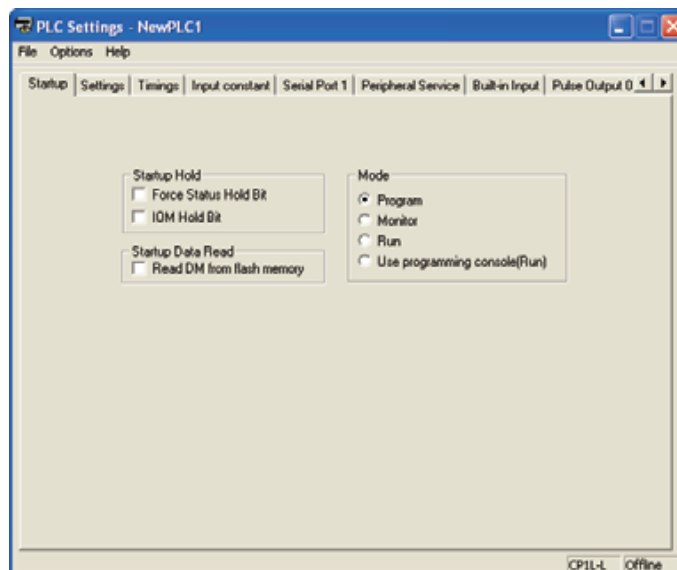 PLC Settings - NewPLC1
File Options Help
Startup Settings Timings Input constant Serial Port 1 Peripheral Service Built-in Input Pulse Output 0
Startup Hold
Force Status Hold Bit
IOM Hold Bit
Startup Data Read
Read DM from flash memory
Mode
Program
Monitor
Run
Use programming console(Run)
CP1L-L Offline